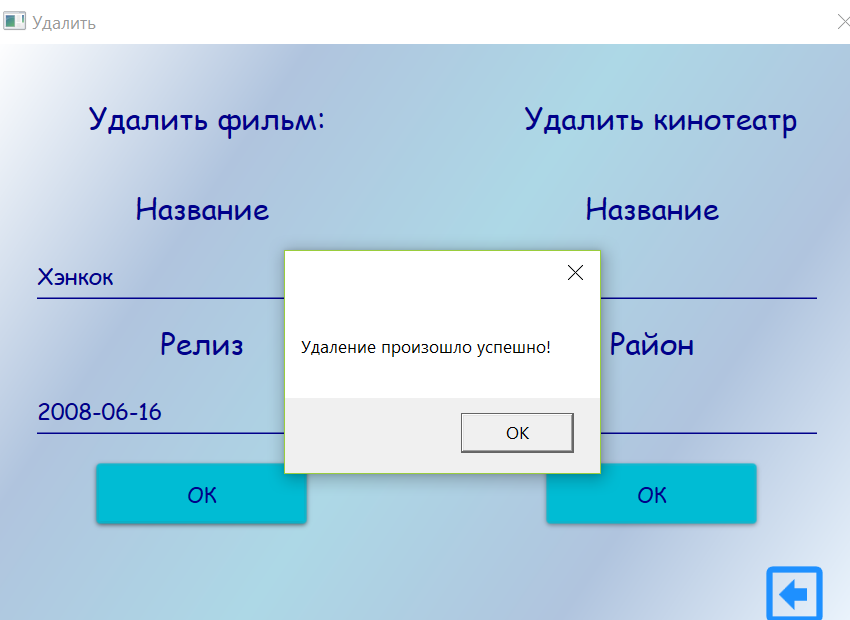 Удалить
Удалить фильм:
Удалить кинотеатр
Название
Название
Хэнкок
Удаление произошло успешно!
Релиз
Район
2008-06-16
OK
OK
OK